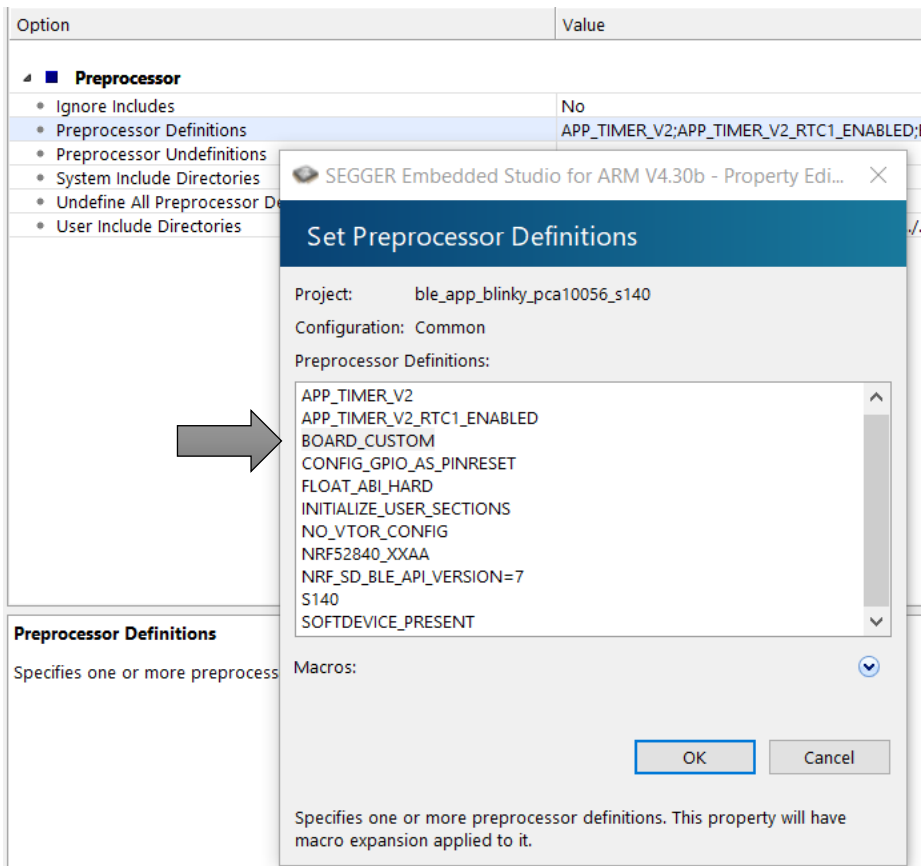 Option Value
Preprocessor
Ignore Includes No
Preprocessor Definitions APP_TIMER_V2;APP_TIMER_V2_RTC1_ENABLED;
Preprocessor Undefinitions
System Include Directories
Undefine All Preprocessor
User Include Directories
SEGGER Embedded Studio for ARM V4.30b - Property Edi...
Set Preprocessor Definitions
Project: ble_app_blinky_pca10056_s140
Configuration: Common
Preprocessor Definitions:
APP_TIMER_V2
APP_TIMER_V2_RTC1_ENABLED
BOARD_CUSTOM
CONFIG_GPIO_AS_PINRESET
FLOAT_ABI_HARD
INITIALIZE_USER_SECTIONS
NO_VTOR_CONFIG
NRF52840_XXAA
NRF_SD_BLE_API_VERSION=7
S140
SOFTDEVICE_PRESENT
Macros:
OK Cancel
Specifies one or more preprocessor definitions. This property will have
macro expansion applied to it.
Preprocessor Definitions
Specifies one or more preprocess